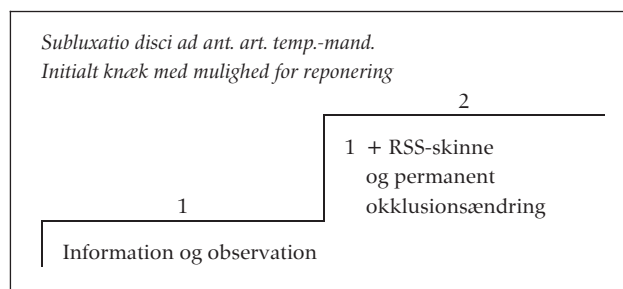 Subluxatio disci ad ant. art. temp.-mand.
Initialt knæk med mulighed for reponering
2
1 + RSS-skinne
og permanent
okklusionsændring
1
Information og observation